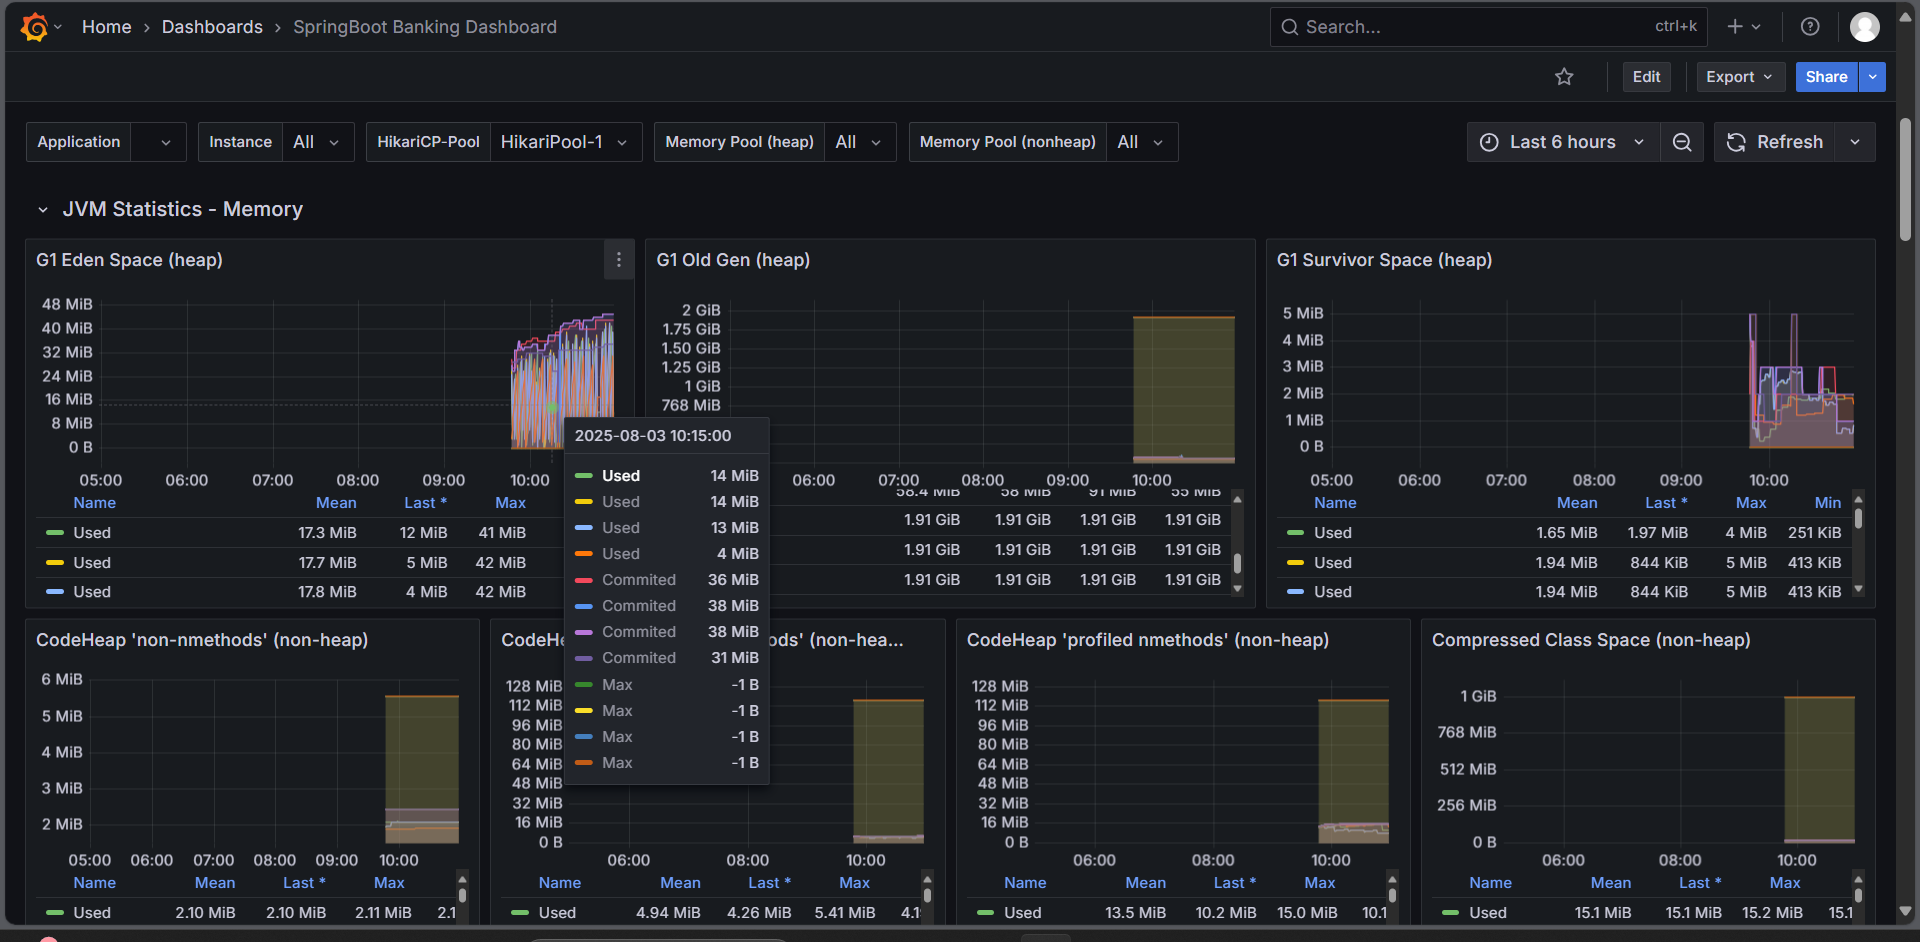 Home › Dashboards › SpringBoot Banking Dashboard
Search... ctrl+k
Edit Export Share
Application Instance All HikariCP-Pool HikariPool-1 Memory Pool (heap) All Memory Pool (nonheap) All Last 6 hours Refresh
JVM Statistics - Memory
G1 Eden Space (heap)
48 MiB
40 MiB
32 MiB
24 MiB
16 MiB
8 MiB
0 B
05:00 06:00 07:00 08:00 09:00 10:00
Name Mean Last * Max
Used 17.3 MiB 12 MiB 41 MiB
Used 17.7 MiB 5 MiB 42 MiB
Used 17.8 MiB 4 MiB 42 MiB
2025-08-03 10:15:00
Used 14 MiB
Used 14 MiB
Used 13 MiB
Used 4 MiB
Commited 36 MiB
Commited 38 MiB
Commited 38 MiB
Commited 31 MiB
Max -1 B
Max -1 B
Max -1 B
Max -1 B
G1 Old Gen (heap)
2 GiB
1.75 GiB
1.50 GiB
1.25 GiB
1 GiB
768 MiB
06:00 07:00 08:00 09:00 10:00
58.4 MiB 58 MiB 91 MiB 55 MiB
1.91 GiB 1.91 GiB 1.91 GiB 1.91 GiB
1.91 GiB 1.91 GiB 1.91 GiB 1.91 GiB
1.91 GiB 1.91 GiB 1.91 GiB 1.91 GiB
G1 Survivor Space (heap)
5 MiB
4 MiB
3 MiB
2 MiB
1 MiB
0 B
05:00 06:00 07:00 08:00 09:00 10:00
Name Mean Last * Max Min
Used 1.65 MiB 1.97 MiB 4 MiB 251 KiB
Used 1.94 MiB 844 KiB 5 MiB 413 KiB
Used 1.94 MiB 844 KiB 5 MiB 413 KiB
CodeHeap 'non-nmethods' (non-heap)
6 MiB
5 MiB
4 MiB
3 MiB
2 MiB
05:00 06:00 07:00 08:00 09:00 10:00
Name Mean Last * Max
Used 2.10 MiB 2.10 MiB 2.11 MiB 2.1
(non-hea...
128 MiB
112 MiB
96 MiB
80 MiB
64 MiB
48 MiB
32 MiB
16 MiB
0 B
06:00 08:00 10:00
Name Mean Last * Max
Used 4.94 MiB 4.26 MiB 5.41 MiB
CodeHeap 'profiled nmethods' (non-heap)
128 MiB
112 MiB
96 MiB
80 MiB
64 MiB
48 MiB
32 MiB
16 MiB
0 B
06:00 08:00 10:00
Name Mean Last * Max
Used 13.5 MiB 10.2 MiB 15.0 MiB 10.1
Compressed Class Space (non-heap)
1 GiB
768 MiB
512 MiB
256 MiB
0 B
06:00 08:00 10:00
Name Mean Last * Max
Used 15.1 MiB 15.1 MiB 15.2 MiB 15.1